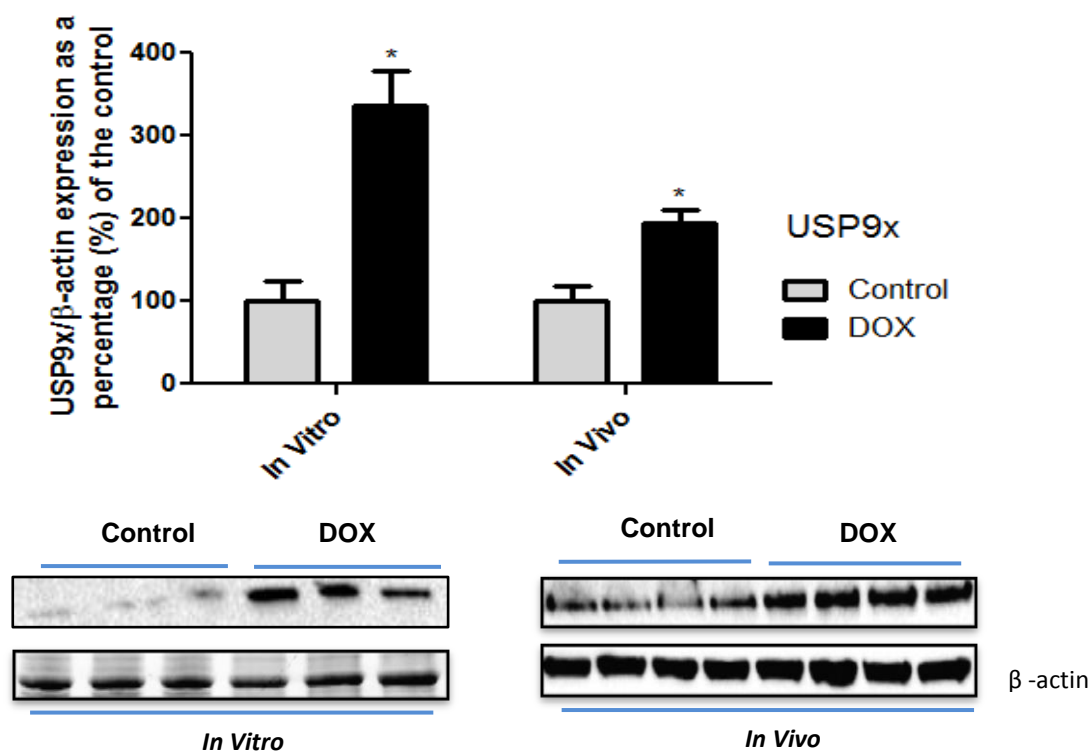 USP9x/β-actin expression as a
percentage (%) of the control
400
300
200
100
0
*
*
In Vitro
In Vivo
USP9x
Control
DOX
Control
DOX
Control
DOX
β -actin
In Vitro
In Vivo